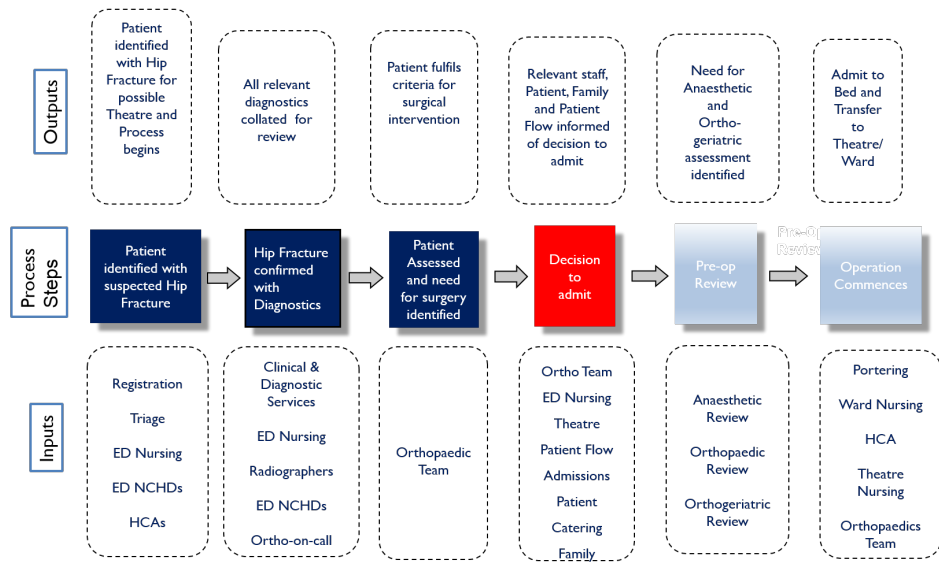 Outputs
Patient
identified
with Hip
Fracture for
possible
Theatre and
Process
begins
All relevant
diagnostics
collated for
review
Patient fulfils
criteria for
surgical
intervention
Relevant staff,
Patient, Family
and Patient
Flow informed
of decision to
admit
Need for
Anaesthetic
and
Ortho-
geriatric
assessment
identified
Admit to
Bed and
Transfer
to
Theatre/
Ward
Process
Steps
Patient
identified with
suspected Hip
Fracture
Hip Fracture
confirmed
with
Diagnostics
Patient
Assessed
and need
for surgery
identified
Decision
to
admit
Pre-op
Review
Pre-Op
Review
Operation
Commences
Inputs
Registration
Triage
ED Nursing
ED NCHDs
HCAs
Clinical &
Diagnostic
Services
ED Nursing
Radiographers
ED NCHDs
Ortho-on-call
Orthopaedic
Team
Ortho Team
ED Nursing
Theatre
Patient Flow
Admissions
Patient
Catering
Family
Anaesthetic
Review
Orthopaedic
Review
Orthogeriatric
Review
Portering
Ward Nursing
HCA
Theatre
Nursing
Orthopaedics
Team